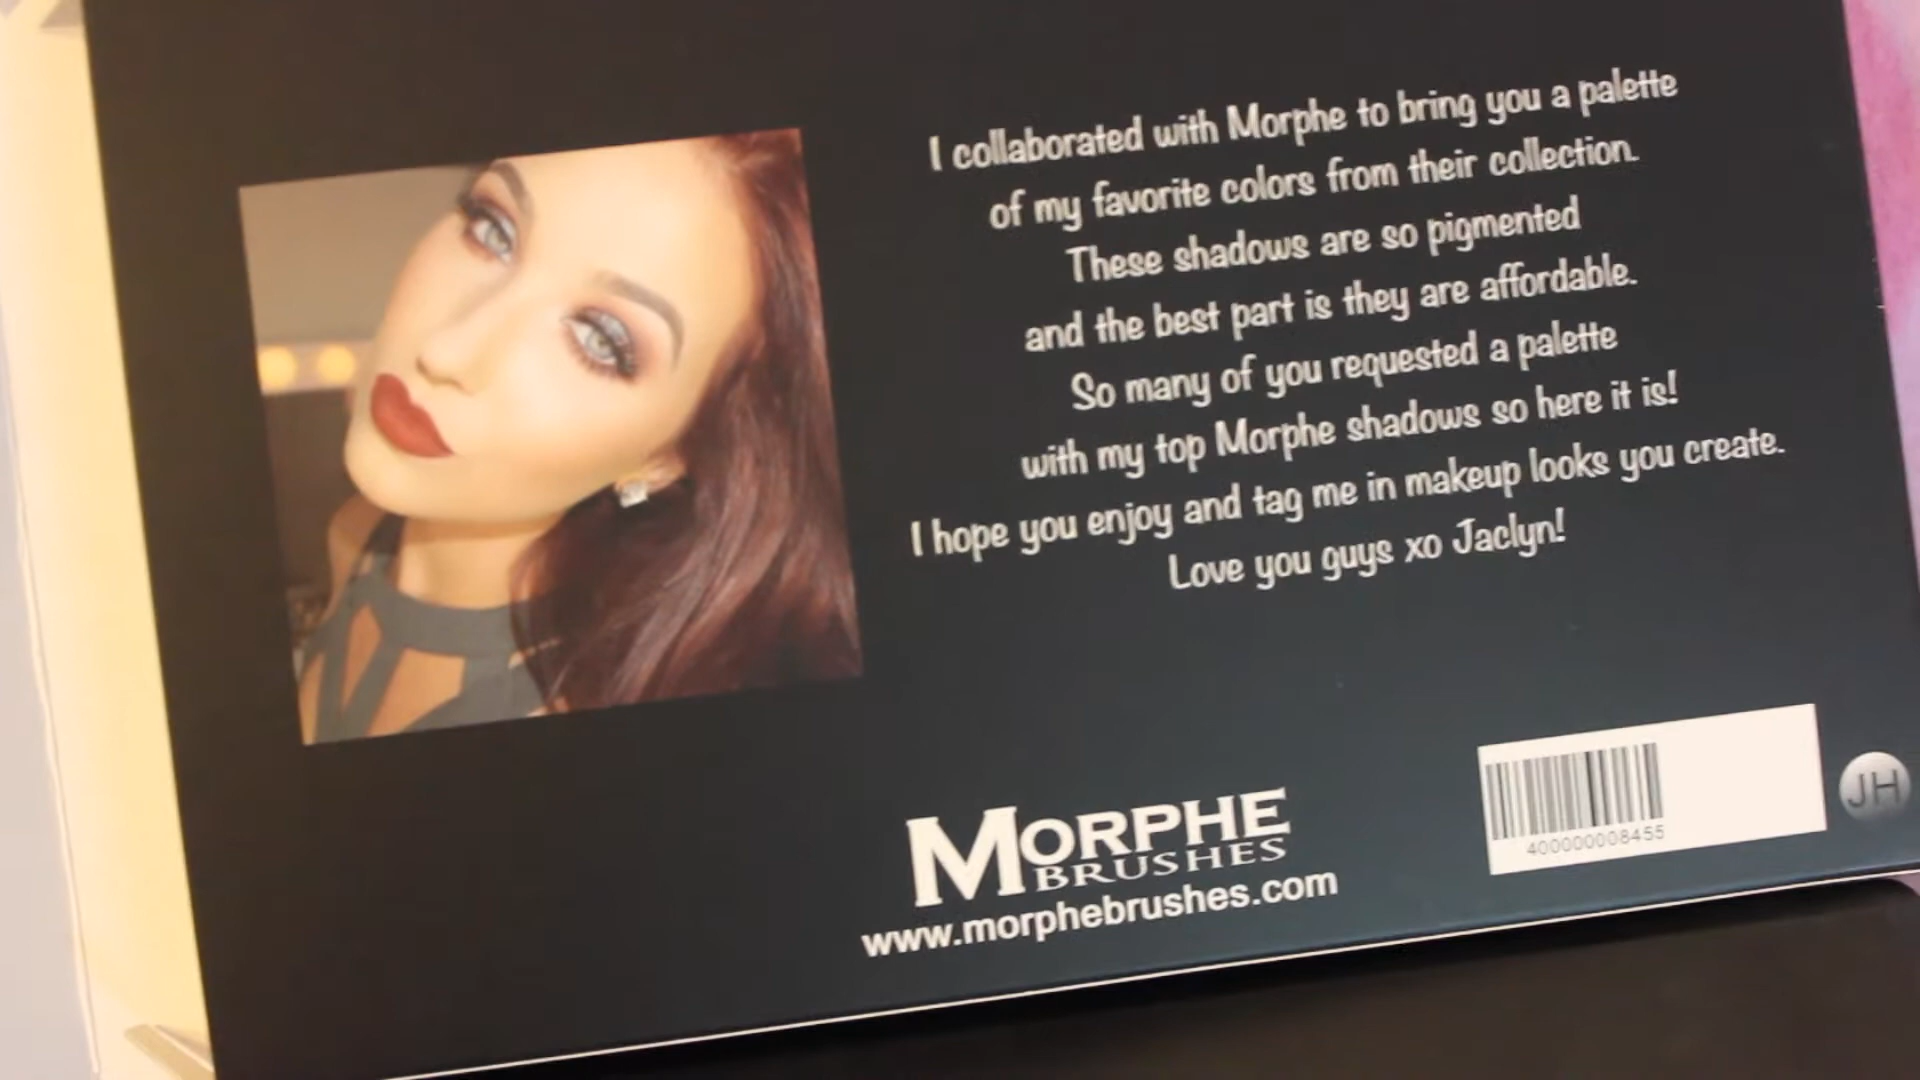 I collaborated with Morphe to bring you a palette
of my favorite colors from their collection.
These shadows are so pigmented
and the best part is they are affordable.
So many of you requested a palette
with my top Morphe shadows so here it is!
I hope you enjoy and tag me in makeup looks you create.
Love you guys xo Jaclyn!
MORPHE
BRUSHES
www.morphebrushes.com
400000008455
JH